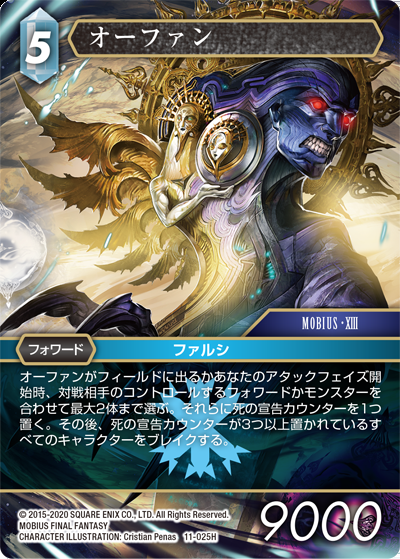 5
オーファン
MOBIUS・XIII
フォワード
ファルシ
オーファンがフィールドに出るかあなたのアタックフェイズ開
始時、対戦相手のコントロールするフォワードかモンスターを
合わせて最大2体まで選ぶ。それらに死の宣告カウンターを1つ
置く。その後、死の宣告カウンターが3つ以上置かれているす
べてのキャラクターをブレイクする。
© 2015-2020 SQUARE ENIX CO., LTD. All Rights Reserved.
MOBIUS FINAL FANTASY
CHARACTER ILLUSTRATION: Cristian Penas 11-025H
9000